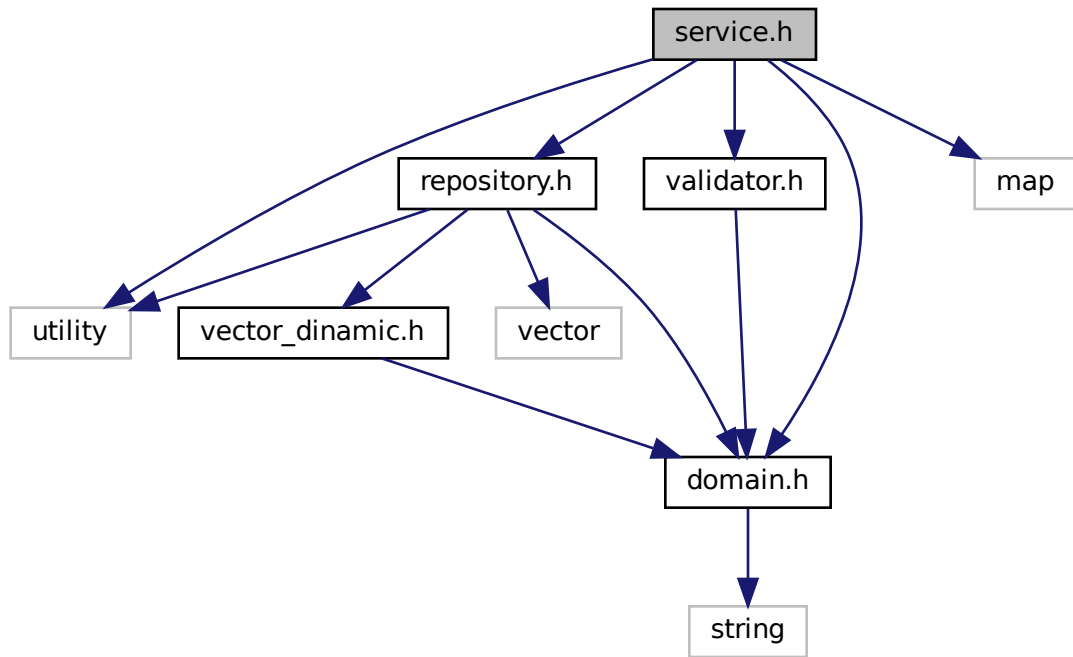 service.h
repository.h
validator.h
map
utility
vector_dinamic.h
vector
domain.h
string